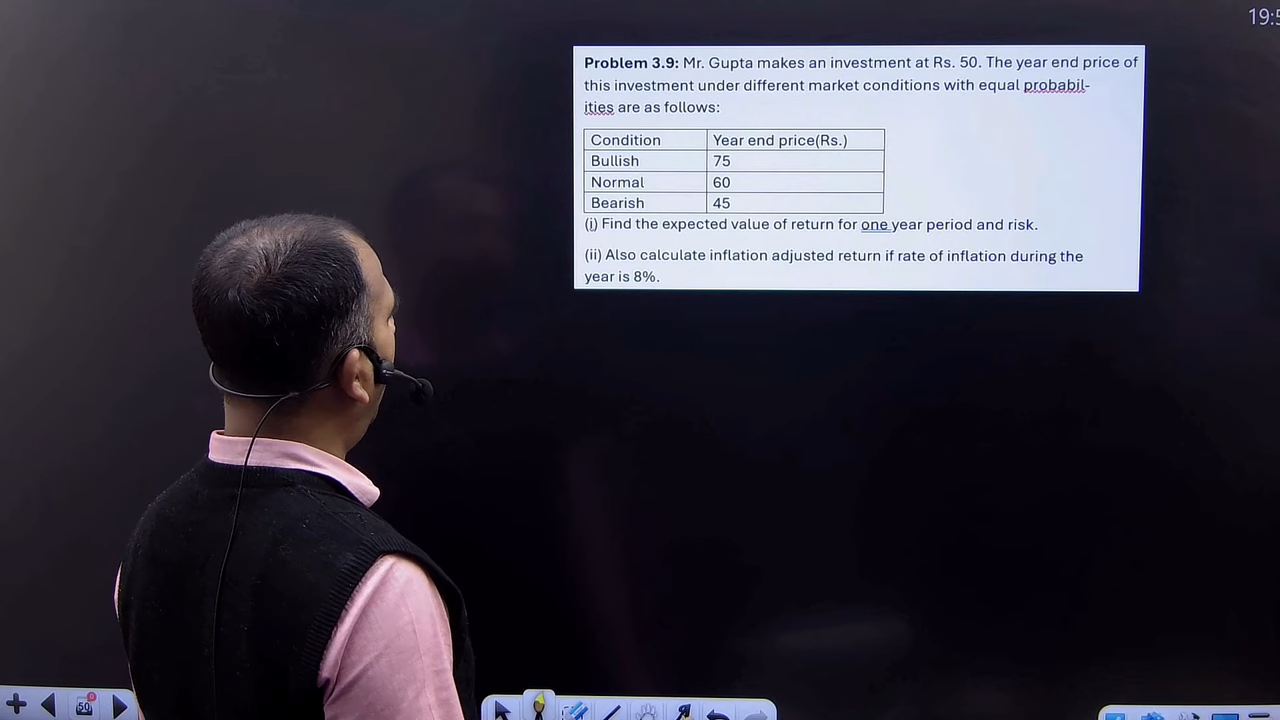 19:5
Problem 3.9: Mr. Gupta makes an investment at Rs. 50. The year end price of
this investment under different market conditions with equal probabil-
ities are as follows:
Condition Year end price(Rs.)
Bullish 75
Normal 60
Bearish 45
(i) Find the expected value of return for one year period and risk.
(ii) Also calculate inflation adjusted return if rate of inflation during the
year is 8%.
50